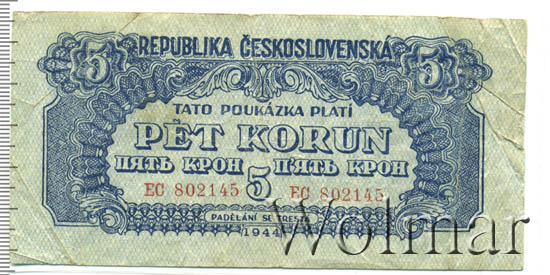 5 REPUBLIKA ČESKOSLOVENSKÁ 5
TATO POUKÁZKA PLATÍ
PĚT KORUN
ПЯТЬ КРОН 5 П'ЯТЬ КРОН
EC 802145 EC 802145
PADĚLÁNÍ SE TRESTÁ
1944
Wolmar